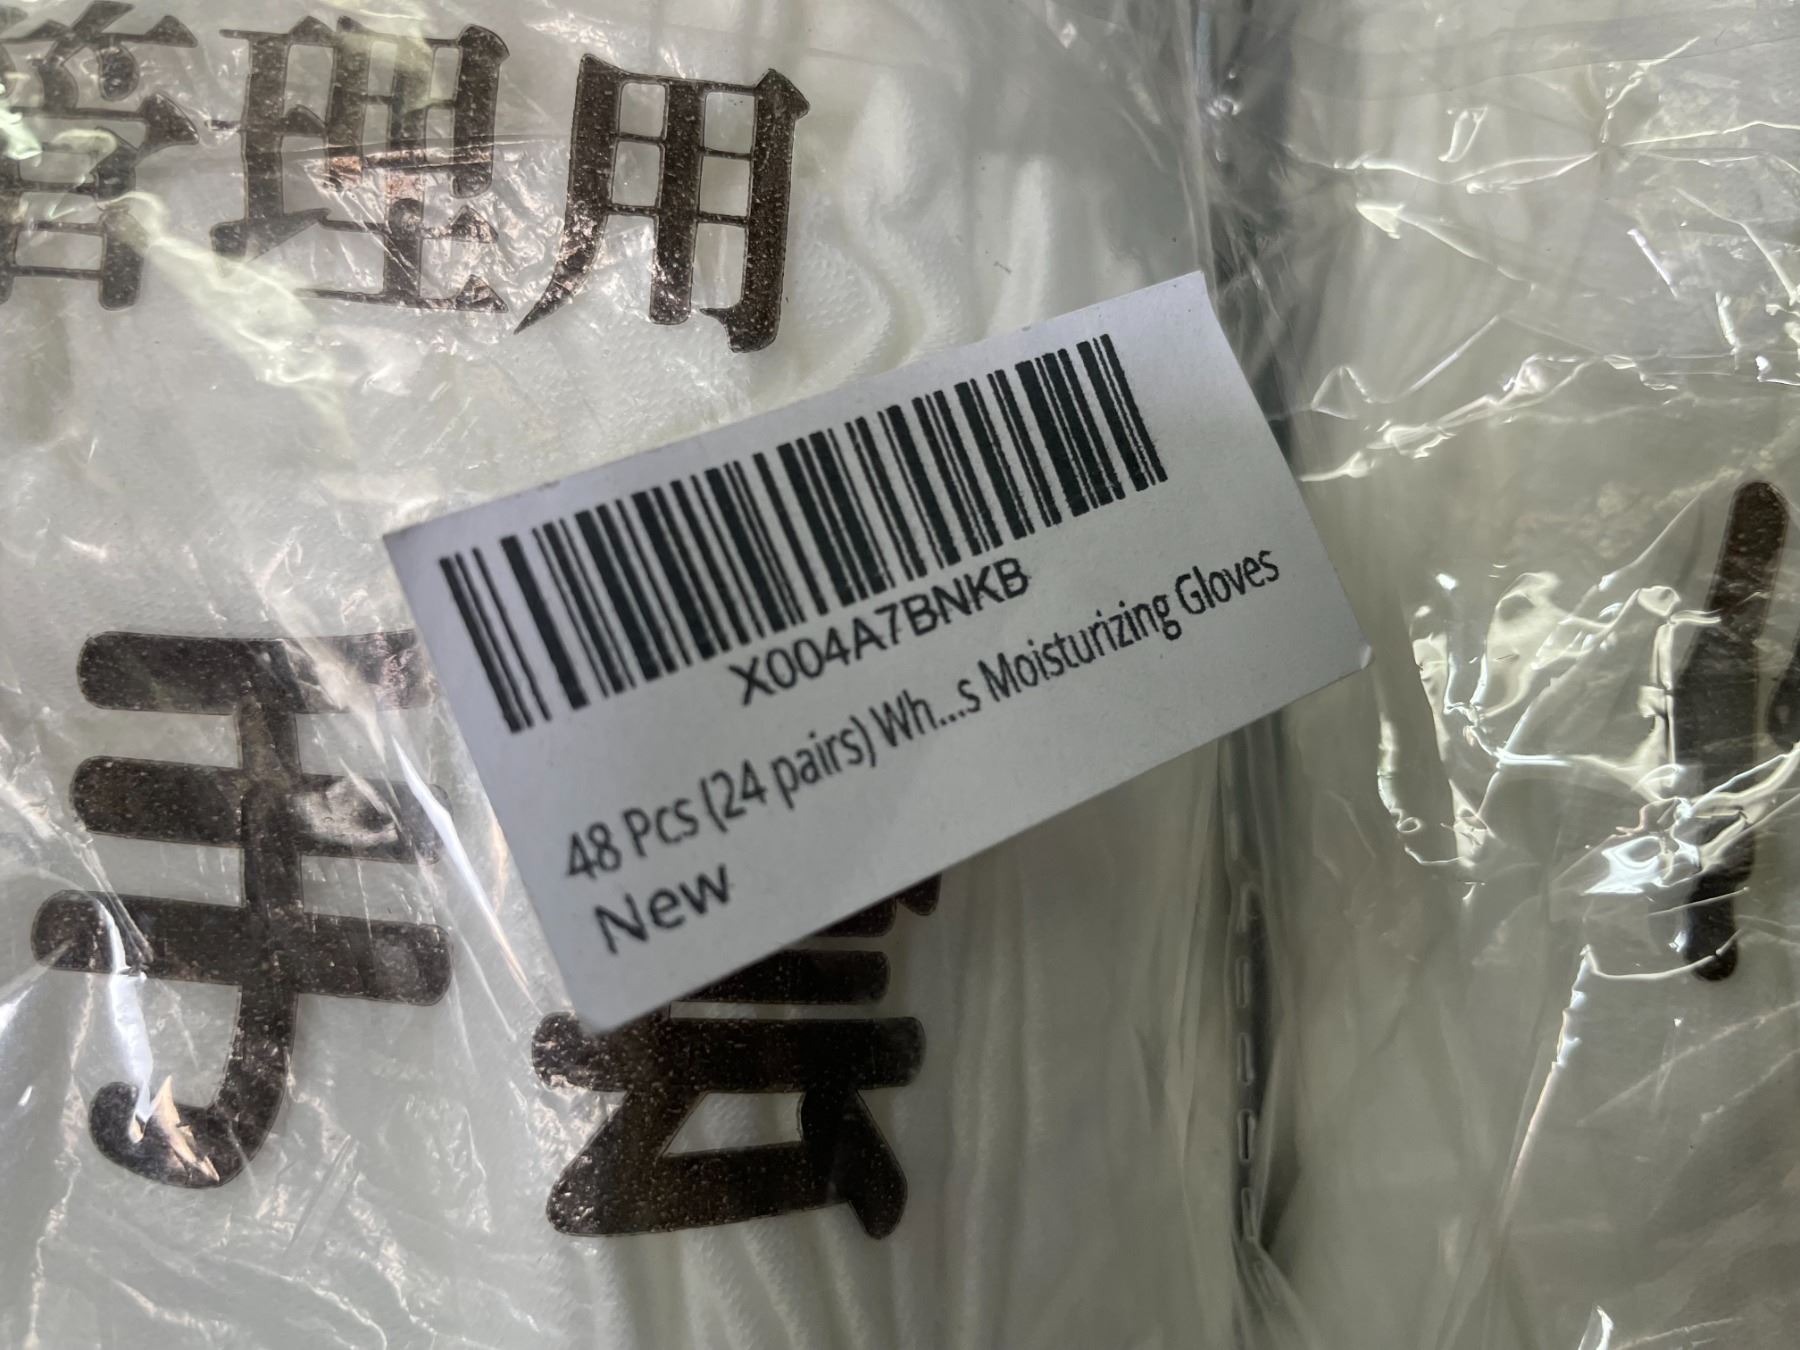 管理用
手
X004A7BNKB
48 Pcs (24 pairs) Wh...s Moisturizing Gloves
New